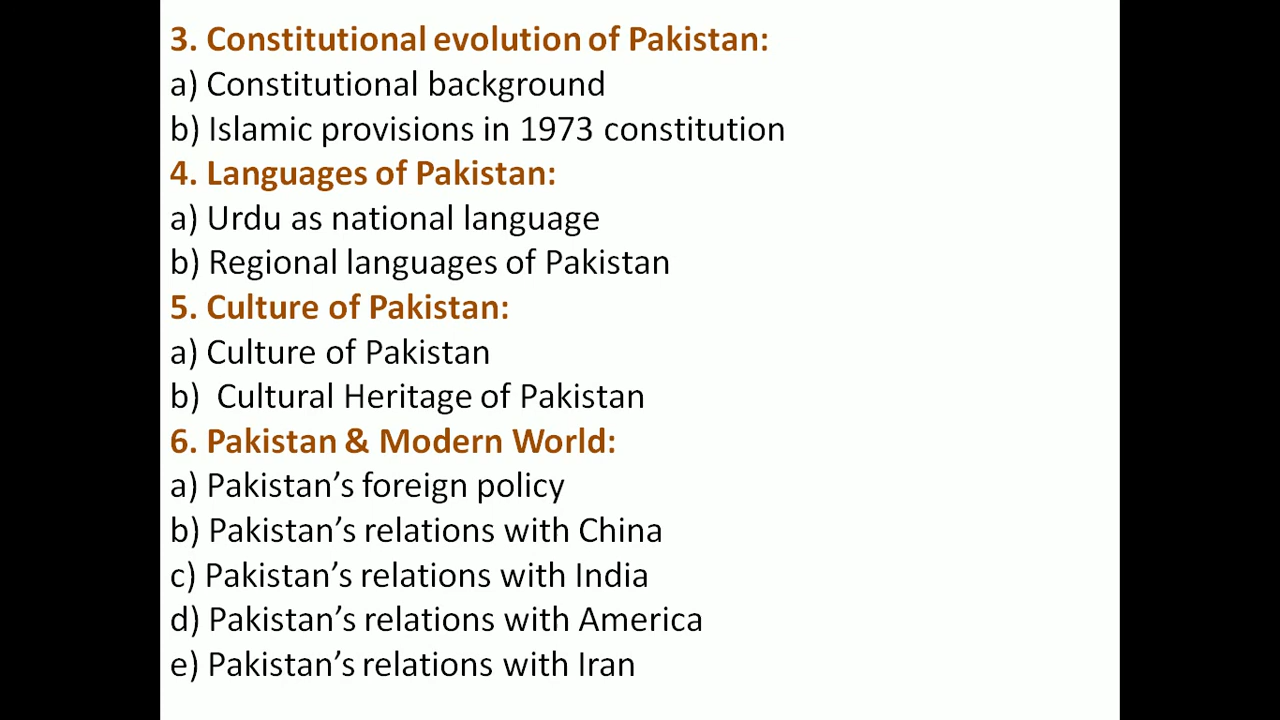 3. Constitutional evolution of Pakistan:
a) Constitutional background
b) Islamic provisions in 1973 constitution
4. Languages of Pakistan:
a) Urdu as national language
b) Regional languages of Pakistan
5. Culture of Pakistan:
a) Culture of Pakistan
b) Cultural Heritage of Pakistan
6. Pakistan & Modern World:
a) Pakistan’s foreign policy
b) Pakistan’s relations with China
c) Pakistan’s relations with India
d) Pakistan’s relations with America
e) Pakistan’s relations with Iran